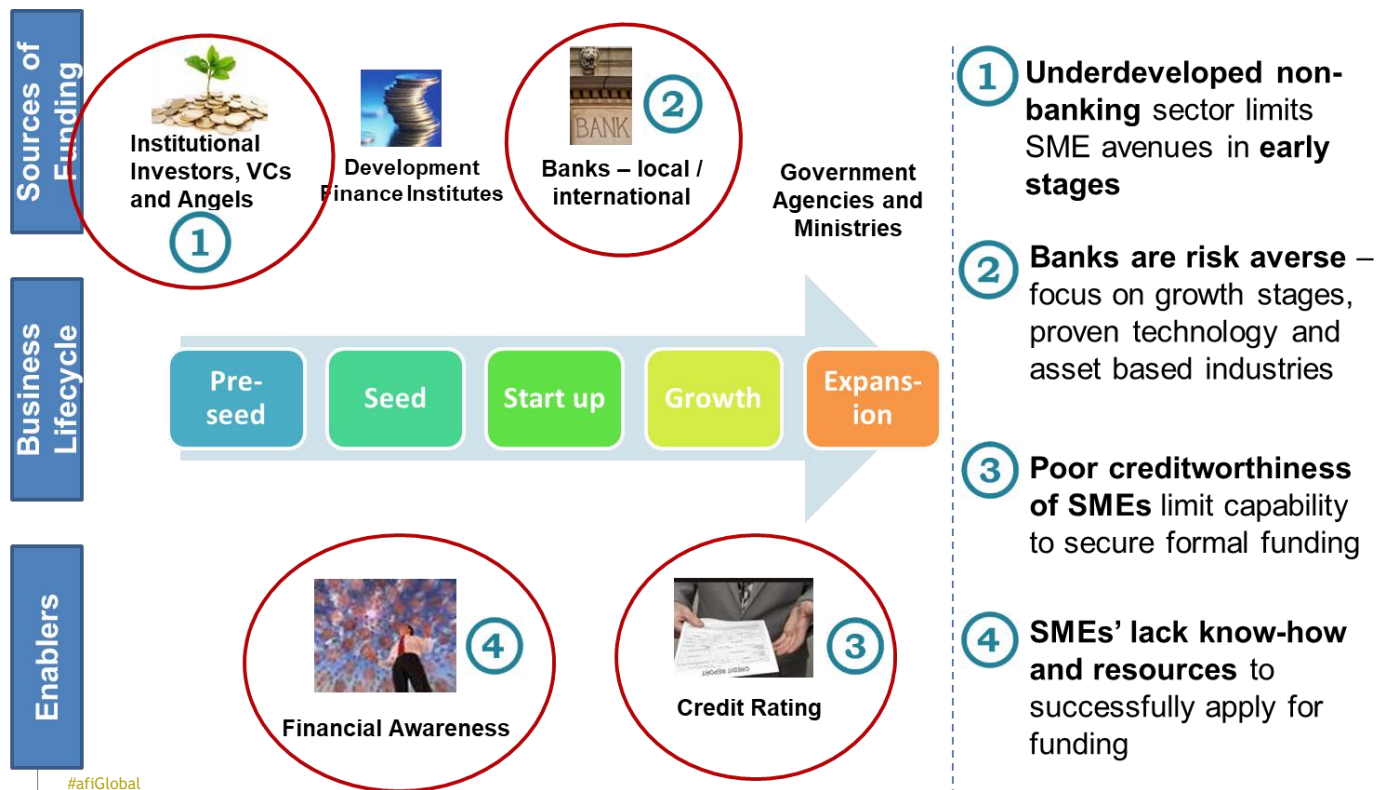 Sources of
Funding
Institutional
Investors, VCs
and Angels
1
Development
Finance Institutes
BANK
2
Banks – local /
international
Government
Agencies and
Ministries
Business
Lifecycle
Pre-
seed
Seed
Start up
Growth
Expans-
ion
Enablers
4
Financial Awareness
CREDIT REPORT
3
Credit Rating
1
Underdeveloped non-
banking sector limits
SME avenues in early
stages
2
Banks are risk averse –
focus on growth stages,
proven technology and
asset based industries
3
Poor creditworthiness
of SMEs limit capability
to secure formal funding
4
SMEs’ lack know-how
and resources to
successfully apply for
funding
#afiGlobal